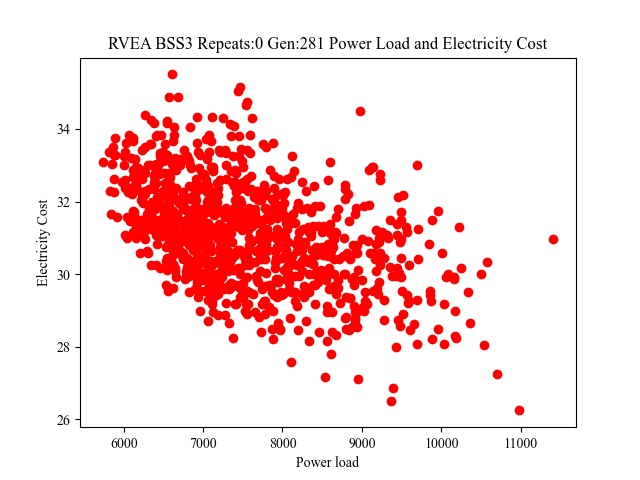 RVEA BSS3 Repeats:0 Gen:281 Power Load and Electricity Cost
34
32
30
28
26
Electricity Cost
6000 7000 8000 9000 10000 11000
Power load